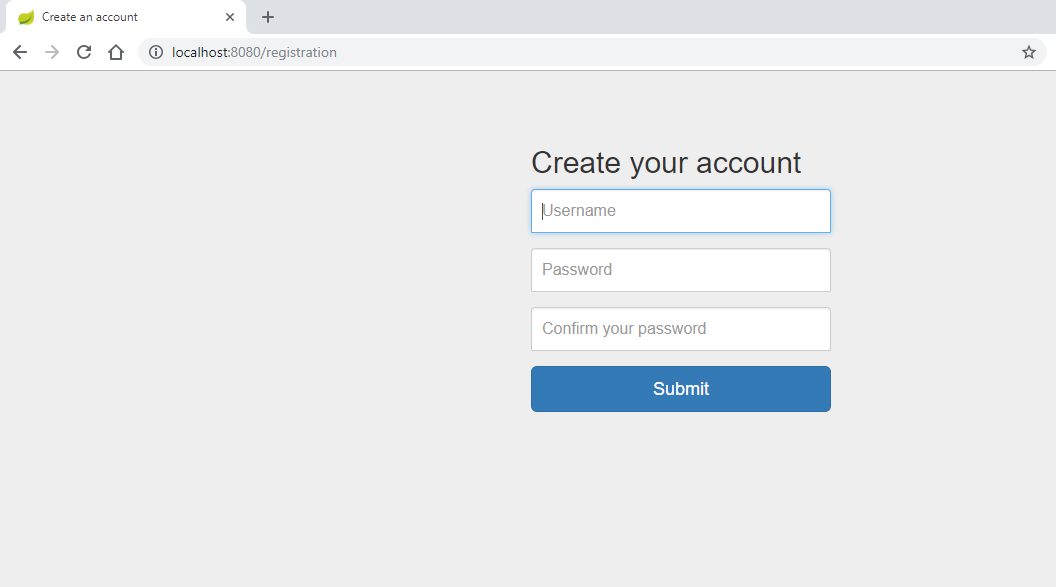 Create an account
localhost:8080/registration
Create your account
Username
Password
Confirm your password
Submit